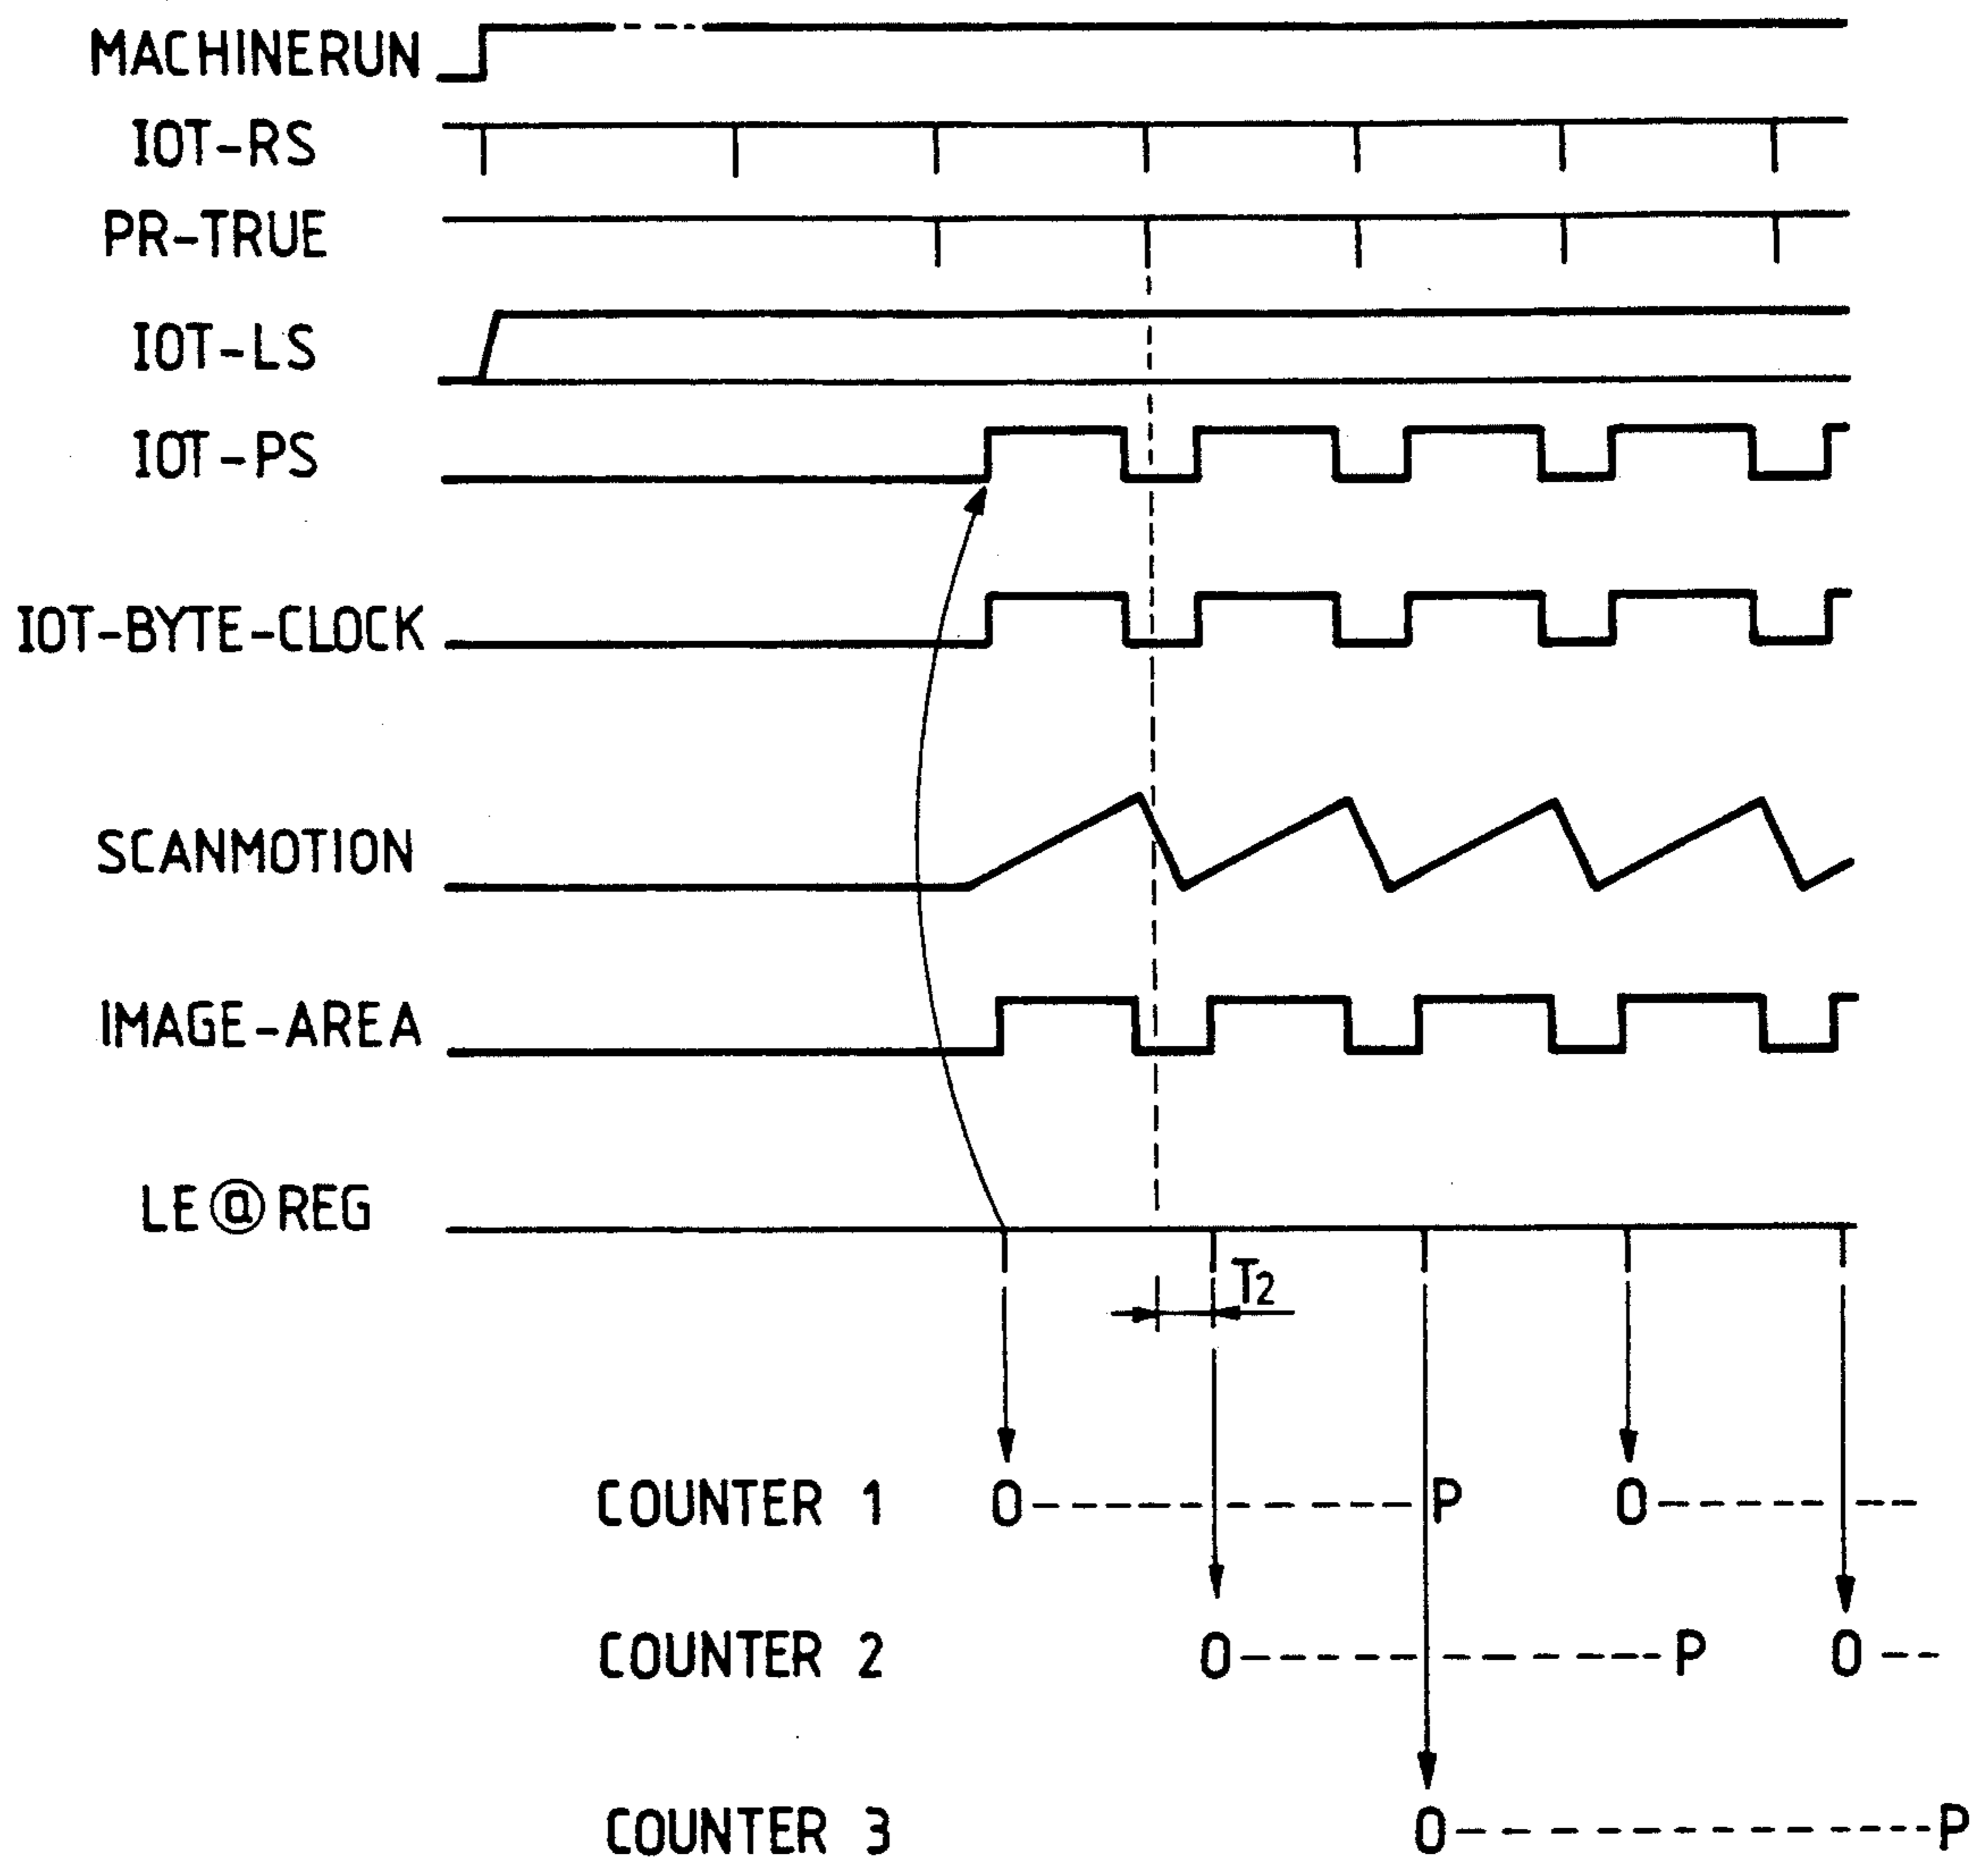 MACHINERUN
IOT-RS
PR-TRUE
IOT-LS
IOT-PS
IOT-BYTE-CLOCK
SCANMOTION
IMAGE-AREA
LE@REG
T2
COUNTER 1 0 P 0
COUNTER 2 0 P 0
COUNTER 3 0 P